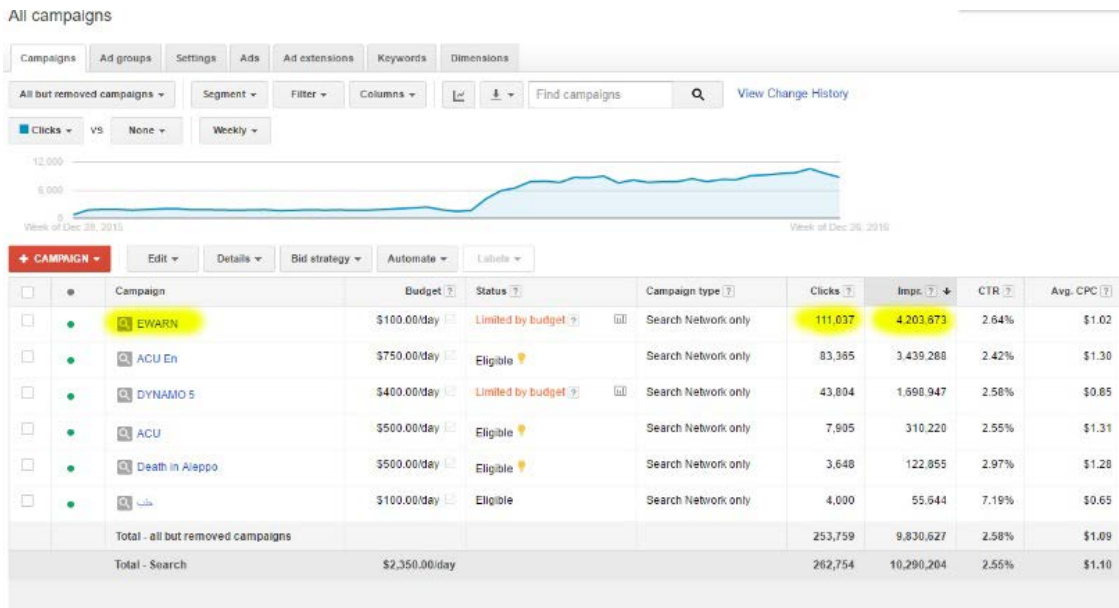 All campaigns
Campaigns Ad groups Settings Ads Ad extensions Keywords Dimensions
All but removed campaigns Segment Filter Columns Find campaigns View Change History
Clicks VS None Weekly
12,000
6,000
0
Week of Dec 28, 2015 Week of Dec 26, 2016
+ CAMPAIGN Edit Details Bid strategy Automate Labels
Campaign Budget ? Status ? Campaign type ? Clicks ? Impr. ? CTR ? Avg. CPC ?
EWARN $100.00/day Limited by budget ? Search Network only 111,037 4,203,673 2.64% $1.02
ACU En $750.00/day Eligible Search Network only 83,365 3,439,288 2.42% $1.30
DYNAMO 5 $400.00/day Limited by budget ? Search Network only 43,804 1,698,947 2.58% $0.85
ACU $500.00/day Eligible Search Network only 7,905 310,220 2.55% $1.31
Death in Aleppo $500.00/day Eligible Search Network only 3,648 122,855 2.97% $1.28
حلب $100.00/day Eligible Search Network only 4,000 55,644 7.19% $0.65
Total - all but removed campaigns 253,759 9,830,627 2.58% $1.09
Total - Search $2,350.00/day 262,754 10,290,204 2.55% $1.10